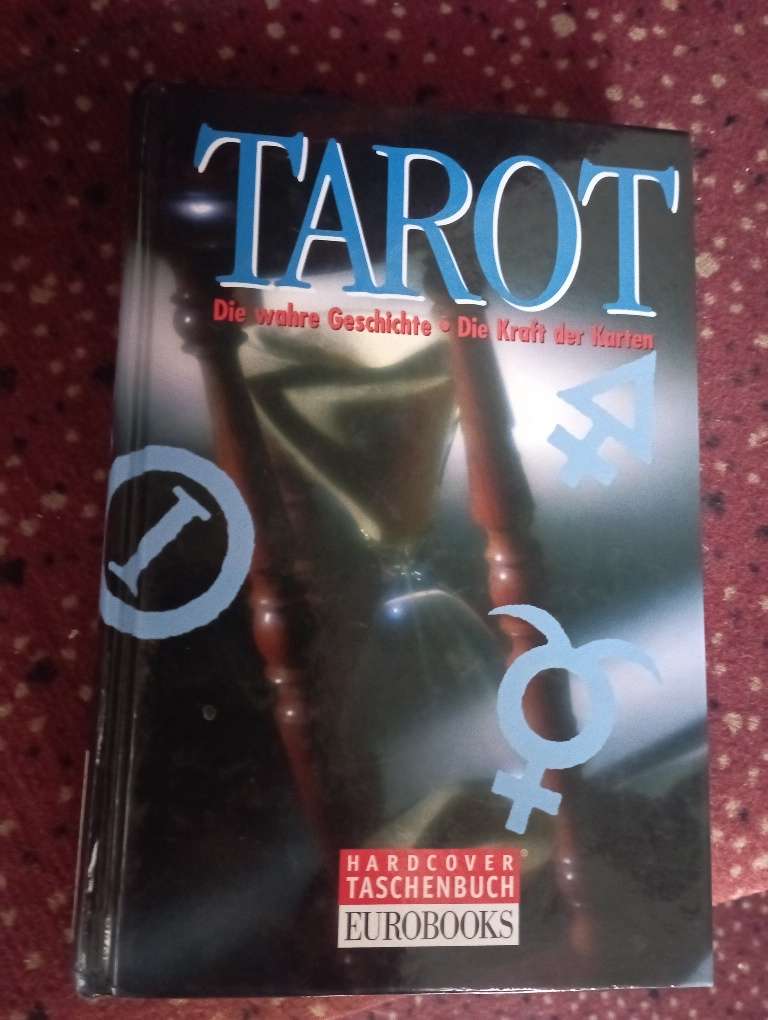 TAROT
Die wahre Geschichte • Die Kraft der Karten
HARDCOVER®
TASCHENBUCH
EUROBOOKS